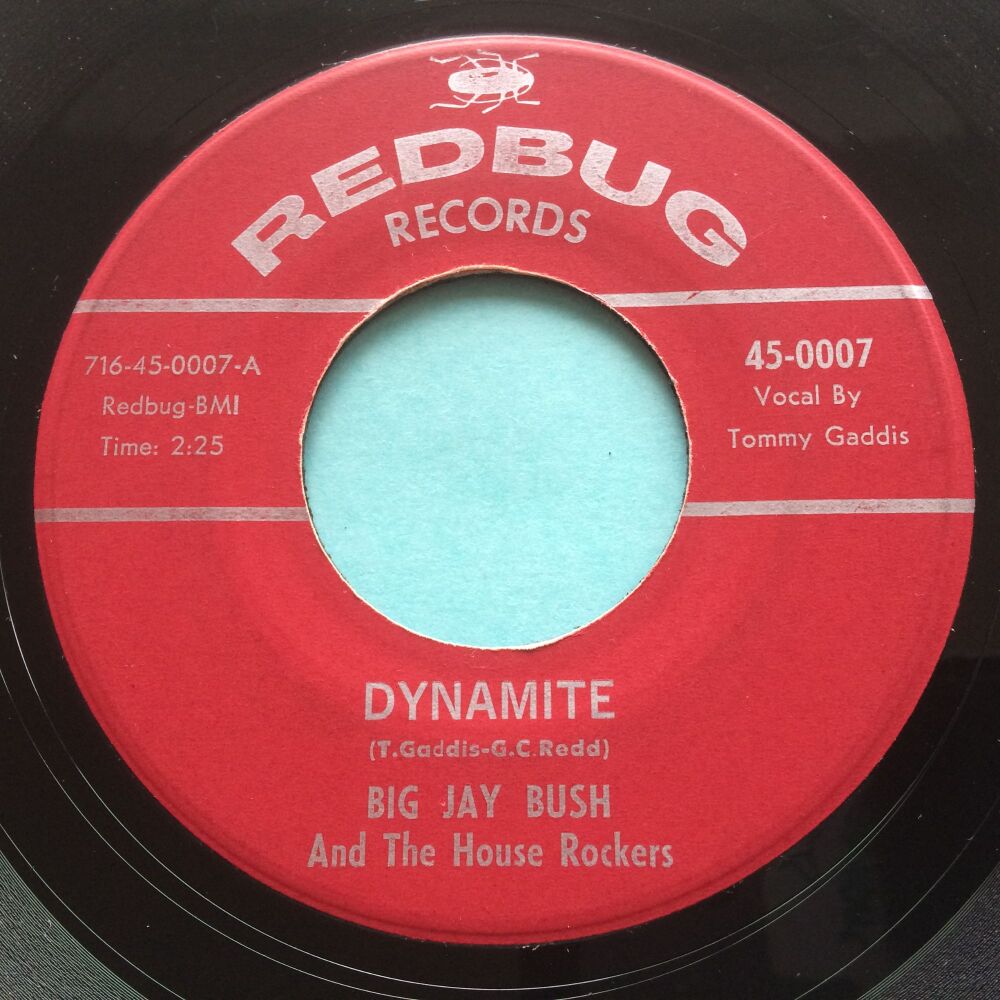 REDBUG
RECORDS
716-45-0007-A
Redbug-BMI
Time: 2:25
45-0007
Vocal By
Tommy Gaddis
DYNAMITE
(T.Gaddis-G.C.Redd)
BIG JAY BUSH
And The House Rockers